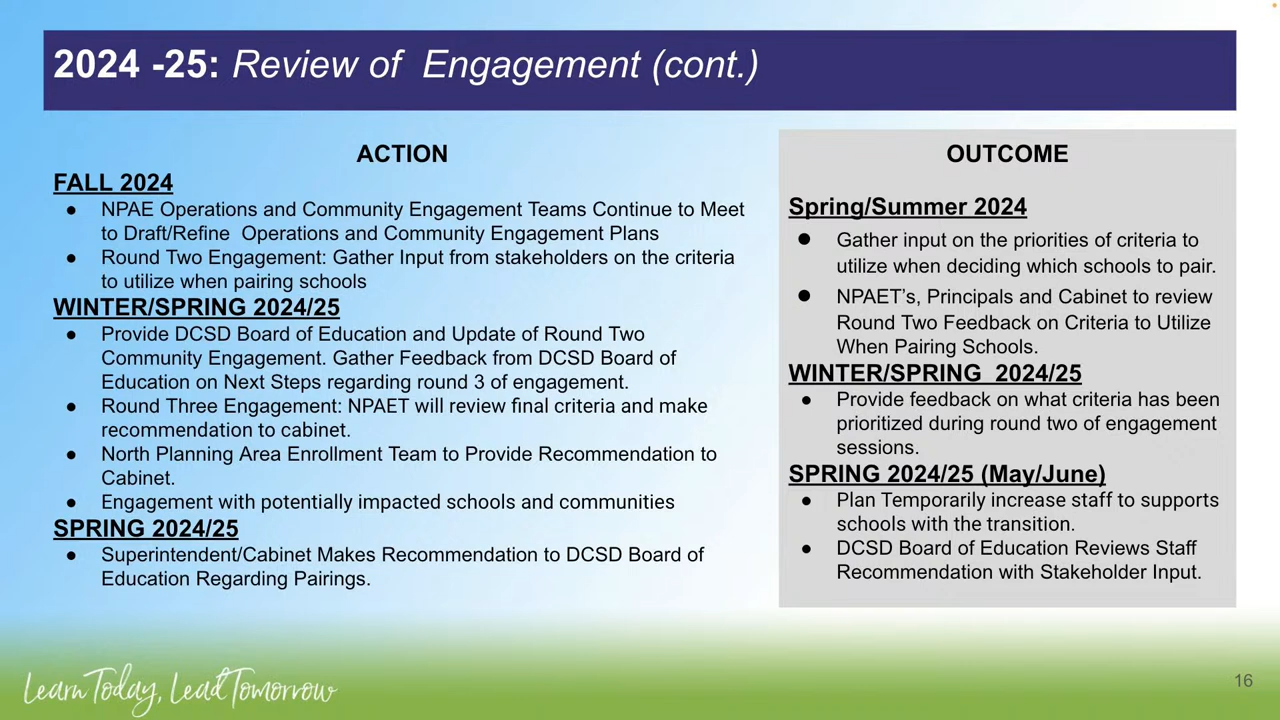 2024 -25: Review of  Engagement (cont.)
ACTION
FALL 2024
● NPAE Operations and Community Engagement Teams Continue to Meet
to Draft/Refine  Operations and Community Engagement Plans
● Round Two Engagement: Gather Input from stakeholders on the criteria
to utilize when pairing schools
WINTER/SPRING 2024/25
● Provide DCSD Board of Education and Update of Round Two
Community Engagement. Gather Feedback from DCSD Board of
Education on Next Steps regarding round 3 of engagement.
● Round Three Engagement: NPAET will review final criteria and make
recommendation to cabinet.
● North Planning Area Enrollment Team to Provide Recommendation to
Cabinet.
● Engagement with potentially impacted schools and communities
SPRING 2024/25
● Superintendent/Cabinet Makes Recommendation to DCSD Board of
Education Regarding Pairings.
OUTCOME
Spring/Summer 2024
● Gather input on the priorities of criteria to
utilize when deciding which schools to pair.
● NPAET’s, Principals and Cabinet to review
Round Two Feedback on Criteria to Utilize
When Pairing Schools.
WINTER/SPRING  2024/25
● Provide feedback on what criteria has been
prioritized during round two of engagement
sessions.
SPRING 2024/25 (May/June)
● Plan Temporarily increase staff to supports
schools with the transition.
● DCSD Board of Education Reviews Staff
Recommendation with Stakeholder Input.
Learn Today, Lead Tomorrow
16